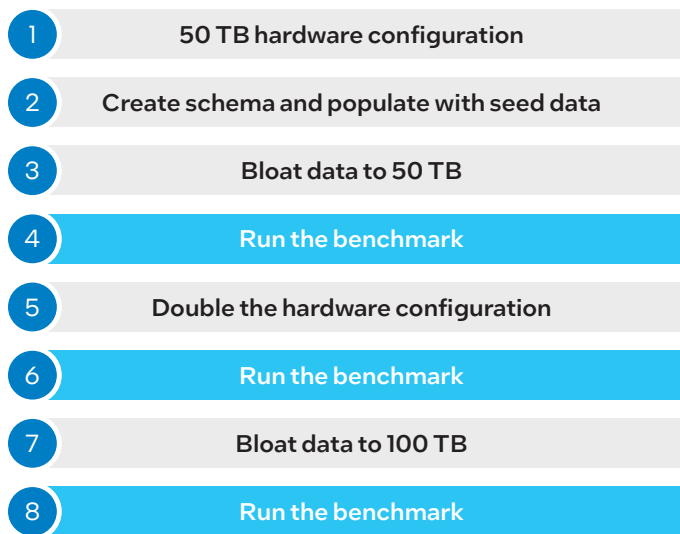 1 50 TB hardware configuration
2 Create schema and populate with seed data
3 Bloat data to 50 TB
4 Run the benchmark
5 Double the hardware configuration
6 Run the benchmark
7 Bloat data to 100 TB
8 Run the benchmark